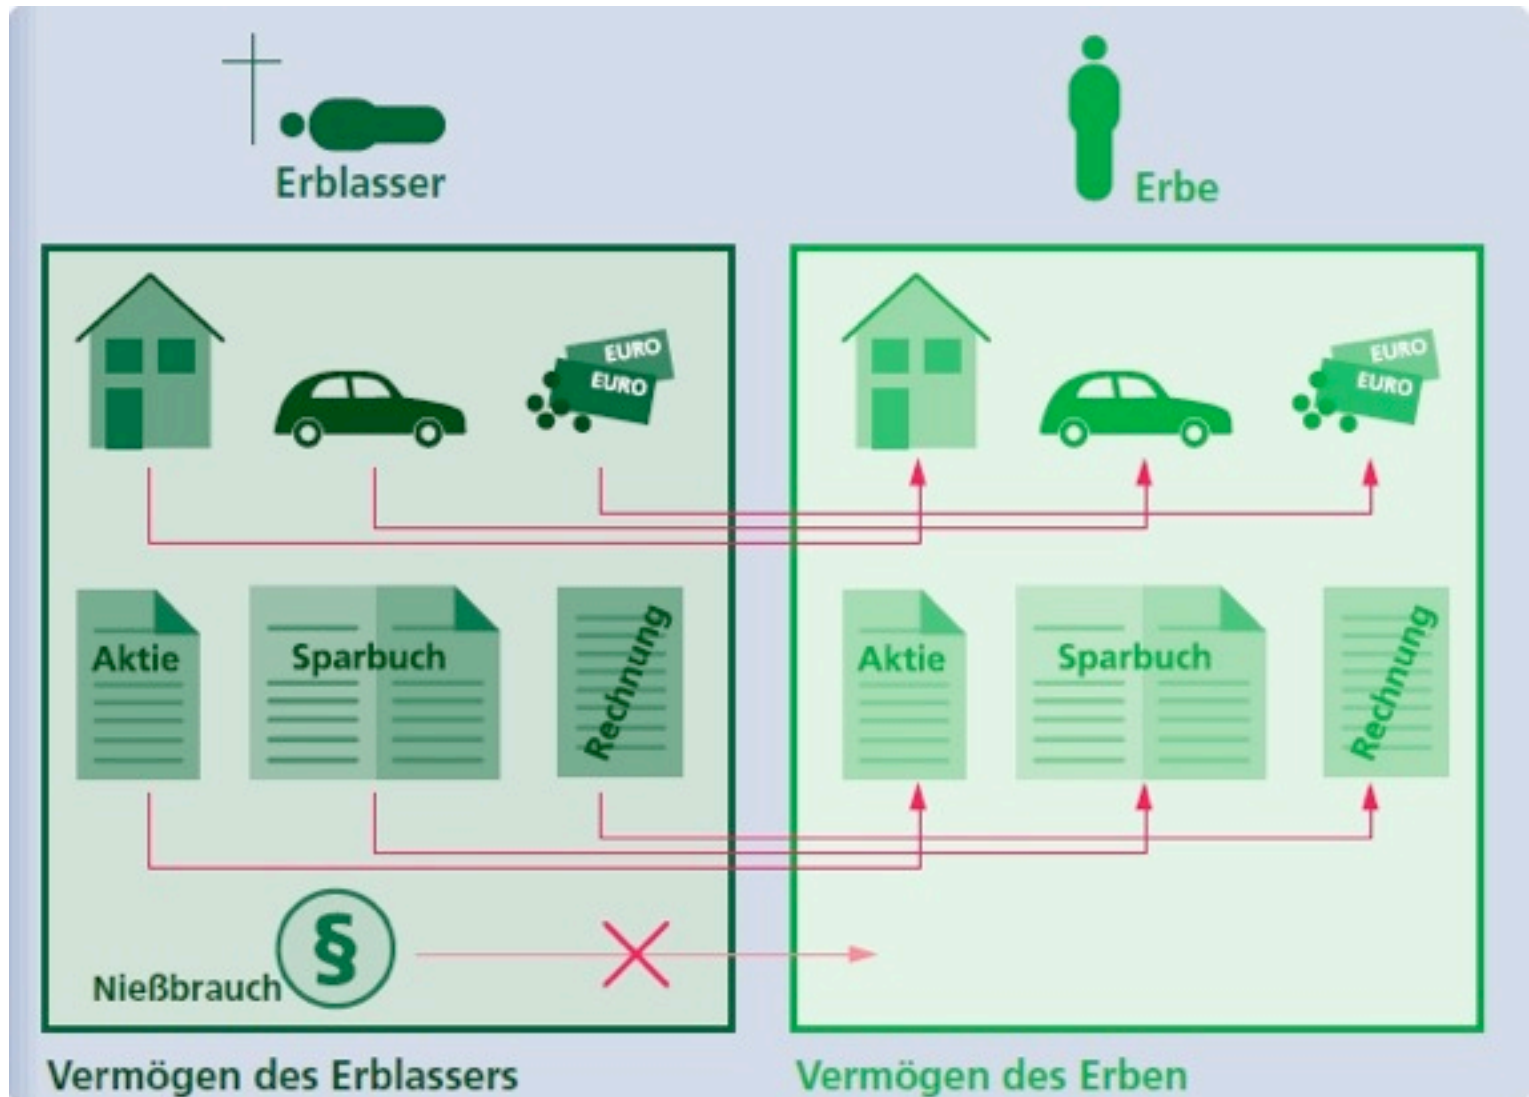 Erblasser
Erbe
EURO
EURO
EURO
EURO
Aktie
Sparbuch
Rechnung
Aktie
Sparbuch
Rechnung
§
Nießbrauch
Vermögen des Erblassers
Vermögen des Erben